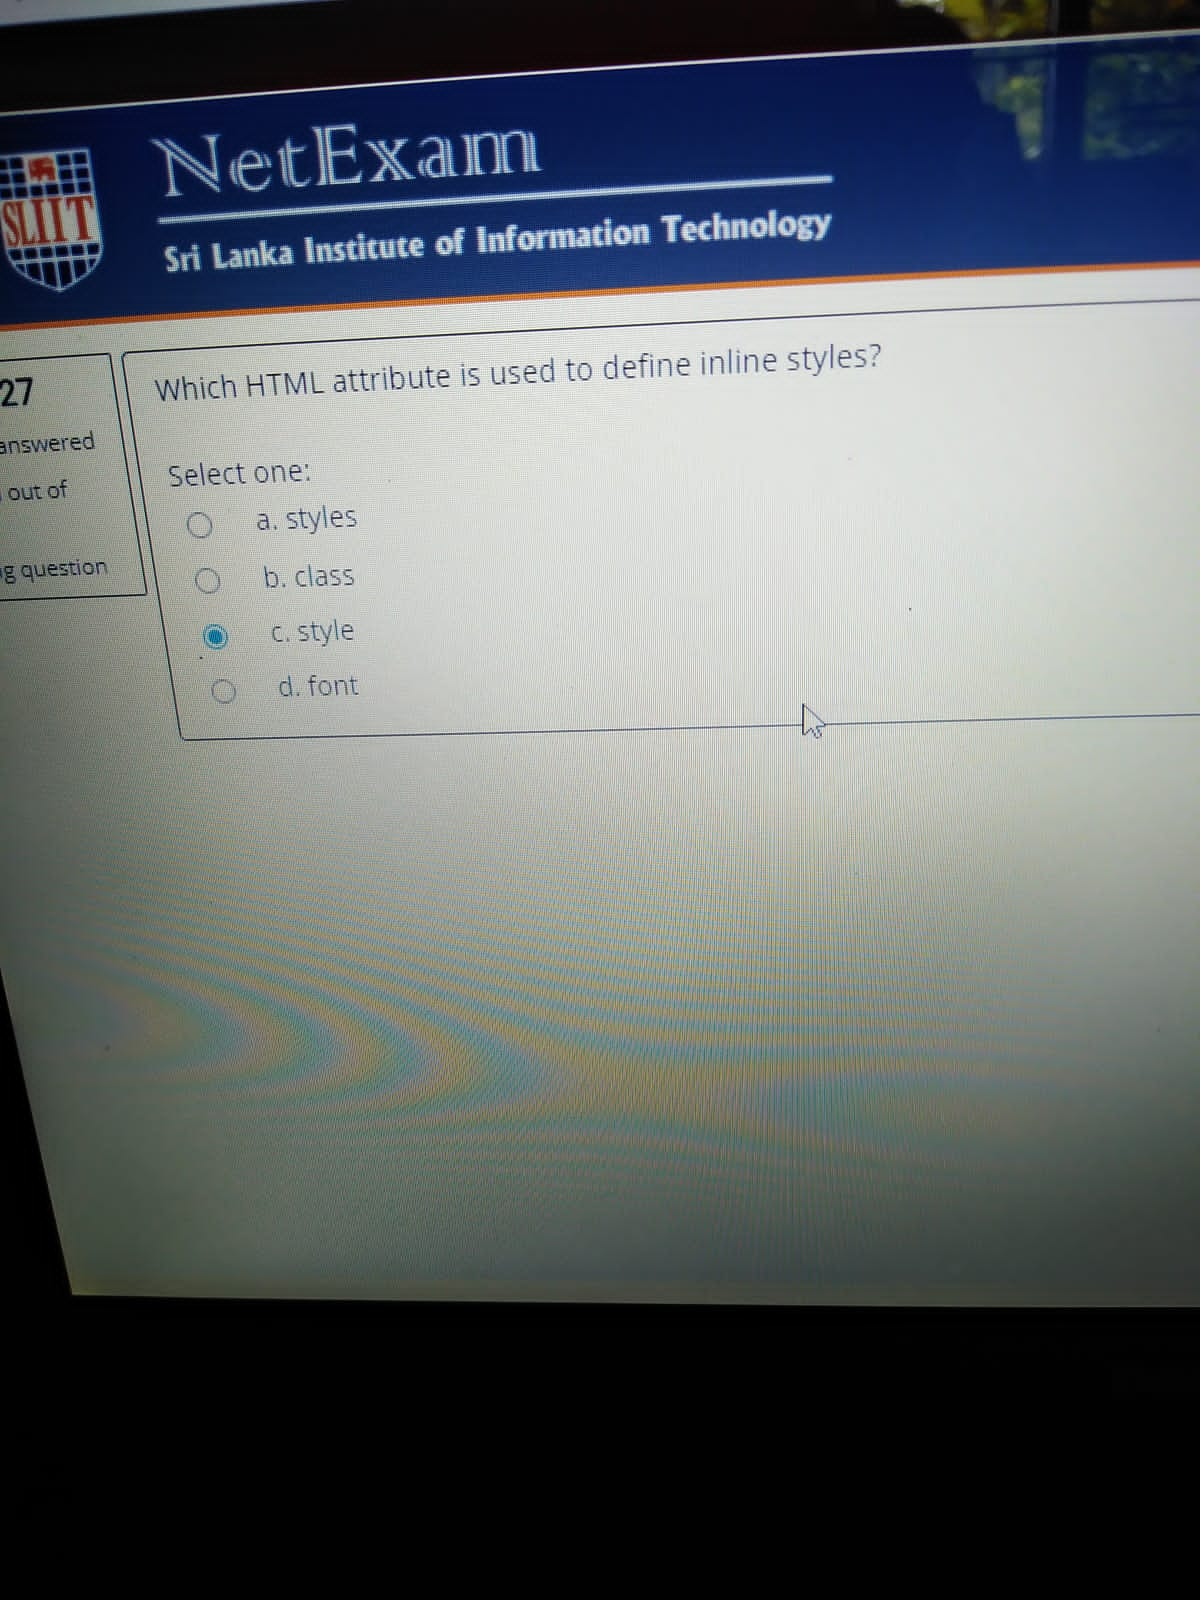 NetExam
SLIIT
Sri Lanka Institute of Information Technology
27
answered
out of
question
Which HTML attribute is used to define inline styles?
Select one:
a. styles
b. class
c. style
d. font